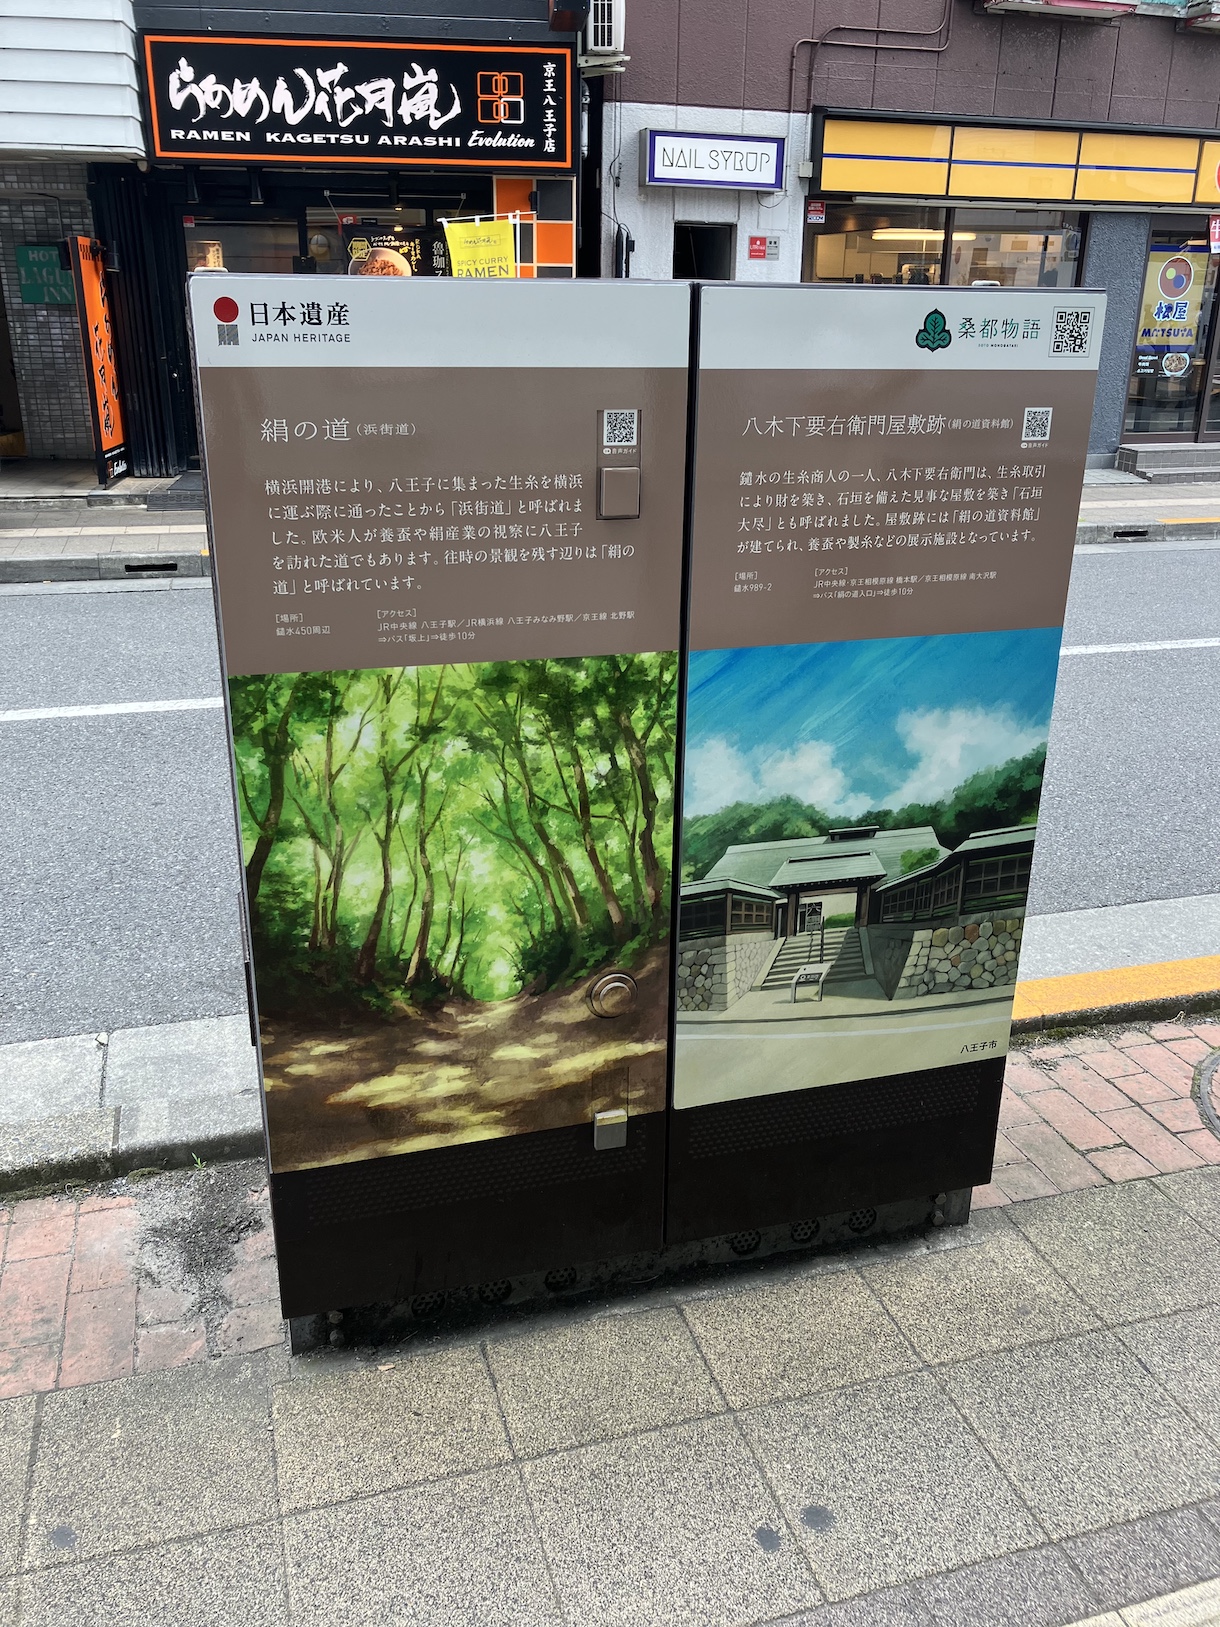 らあめん花月嵐
RAMEN KAGETSU ARASHI Evolution
京王八王子店
NAIL SYRUP
SPICY CURRY
RAMEN
SECOM
松屋
MATSUYA
日本遺産
JAPAN HERITAGE
絹の道(浜街道)
音声ガイド
横浜開港により、八王子に集まった生糸を横浜
に運ぶ際に通ったことから「浜街道」と呼ばれま
した。欧米人が養蚕や絹産業の視察に八王子
を訪れた道でもあります。往時の景観を残す辺りは「絹の
道」と呼ばれています。
[場所]
鑓水450周辺
[アクセス]
JR中央線 八王子駅/JR横浜線 八王子みなみ野駅/京王線 北野駅
⇒バス「坂上」⇒徒歩10分
桑都物語
SOTO MONOGATARI
八木下要右衛門屋敷跡(絹の道資料館)
音声ガイド
鑓水の生糸商人の一人、八木下要右衛門は、生糸取引
により財を築き、石垣を備えた見事な屋敷を築き「石垣
大尽」とも呼ばれました。屋敷跡には「絹の道資料館」
が建てられ、養蚕や製糸などの展示施設となっています。
[場所]
鑓水989-2
[アクセス]
JR中央線・京王相模原線 橋本駅/京王相模原線 南大沢駅
⇒バス「絹の道入口」⇒徒歩10分
八王子市